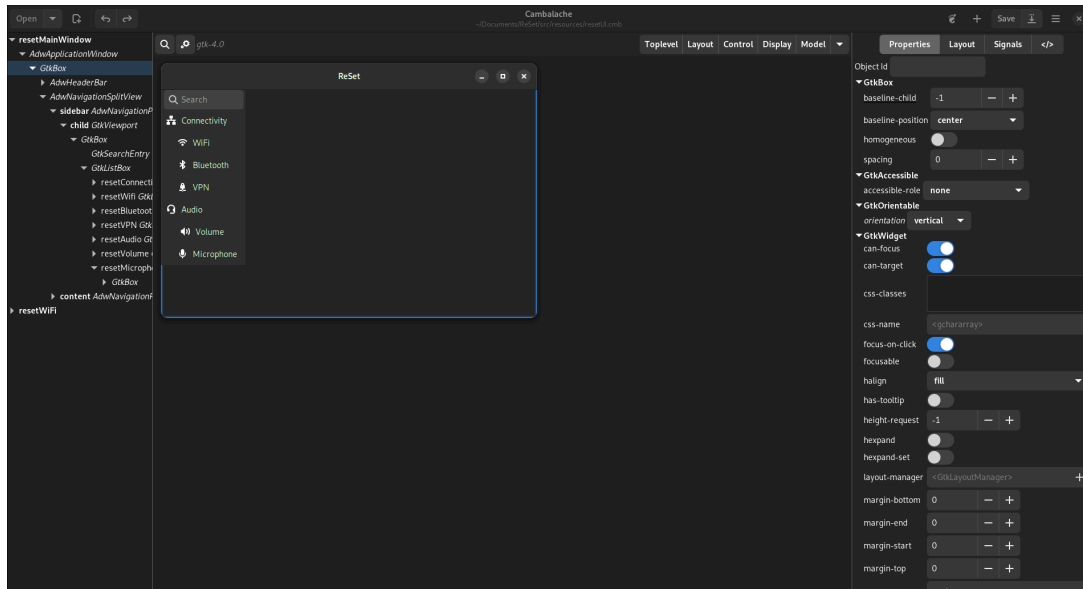 Open
Cambalache
~/Documents/ReSet/src/resources/resetUI.cmb
Save
resetMainWindow
AdwApplicationWindow
GtkBox
AdwHeaderBar
AdwNavigationSplitView
sidebar AdwNavigationP
child GtkViewport
GtkBox
GtkSearchEntry
GtkListBox
resetConnecti
resetWifi Gtkl
resetBluetoot
resetVPN Gtk
resetAudio Gt
resetVolume
resetMicroph
GtkBox
content AdwNavigationP
resetWiFi
gtk-4.0
Toplevel Layout Control Display Model
ReSet
Search
Connectivity
WiFi
Bluetooth
VPN
Audio
Volume
Microphone
Properties Layout Signals </>
Object Id
GtkBox
baseline-child -1
baseline-position center
homogeneous
spacing 0
GtkAccessible
accessible-role none
GtkOrientable
orientation vertical
GtkWidget
can-focus
can-target
css-classes
css-name <gchararray>
focus-on-click
focusable
halign fill
has-tooltip
height-request -1
hexpand
hexpand-set
layout-manager <GtkLayoutManager>
margin-bottom 0
margin-end 0
margin-start 0
margin-top 0